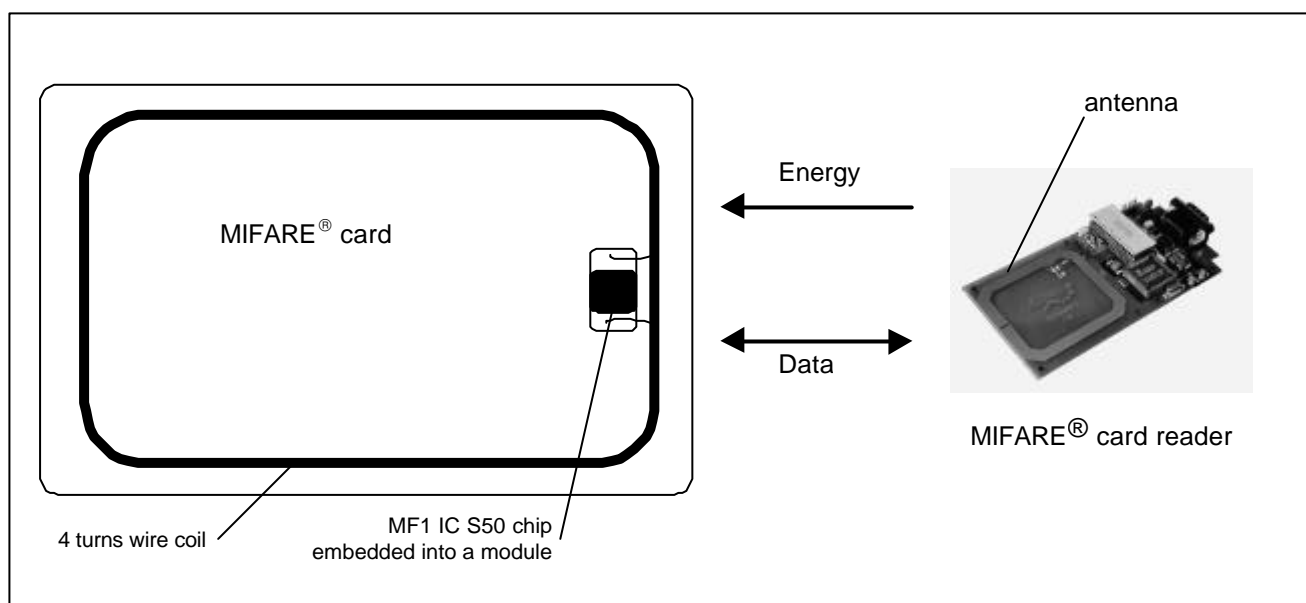 antenna
Energy
MIFARE® card
Data
MIFARE® card reader
4 turns wire coil
MF1 IC S50 chip
embedded into a module